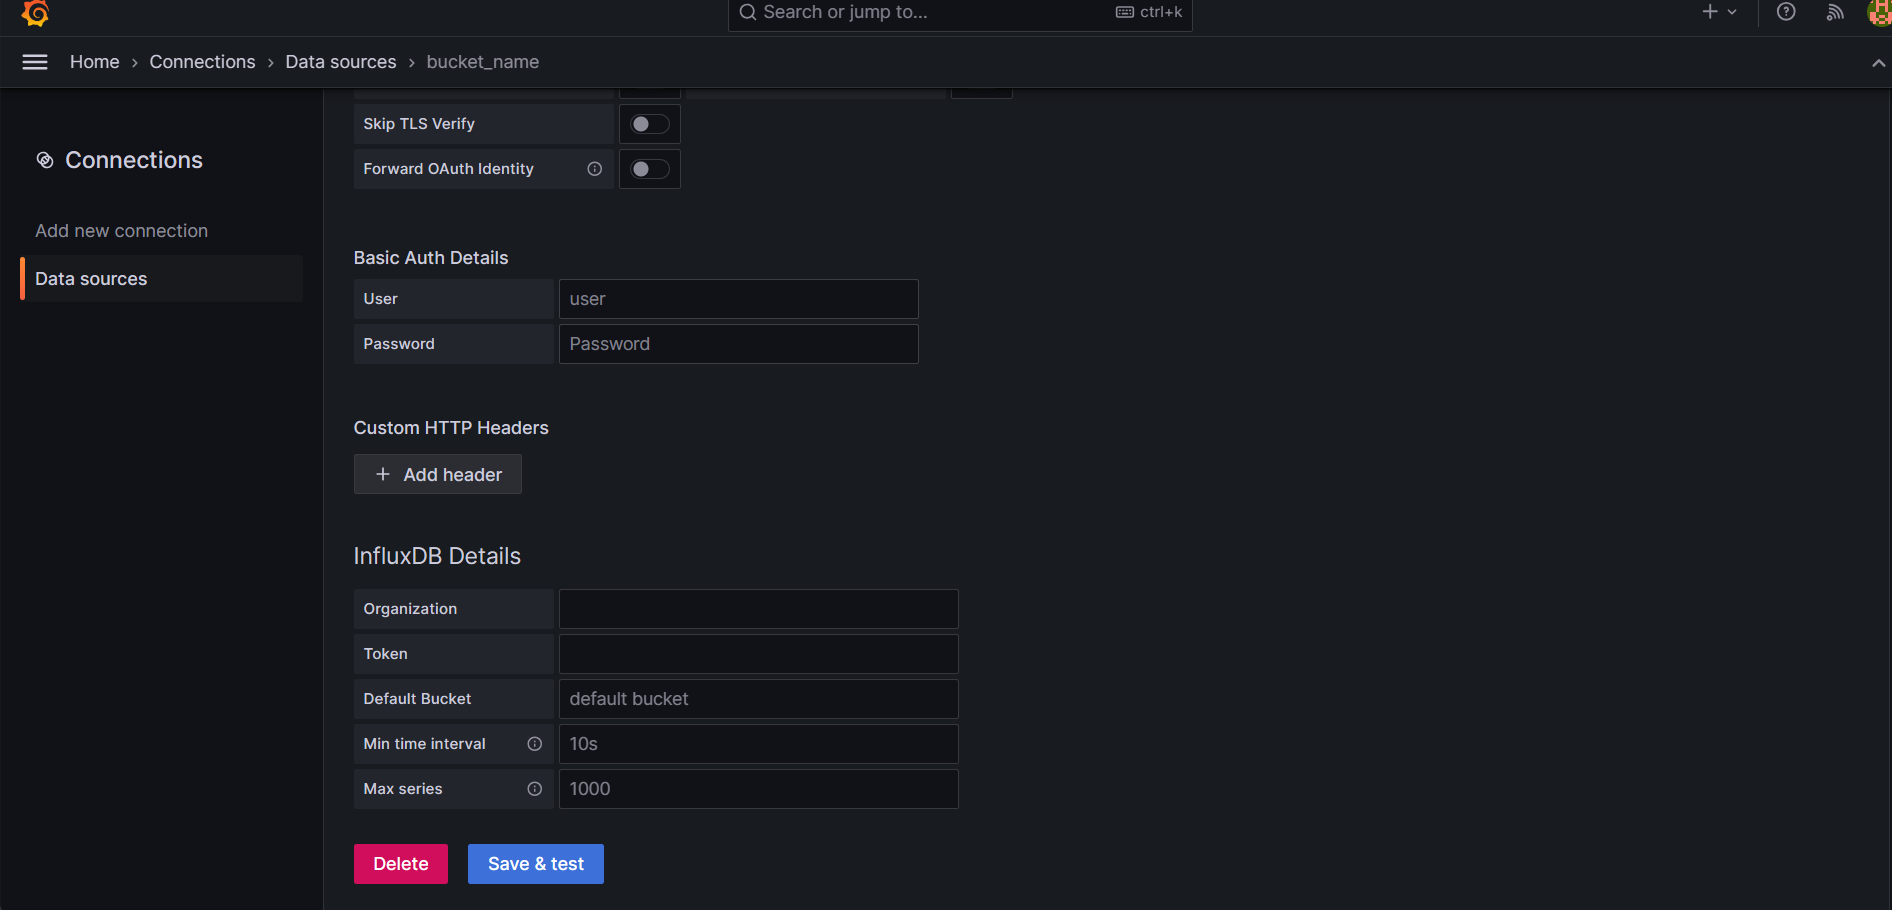 Search or jump to... ctrl+k
Home › Connections › Data sources › bucket_name
Connections
Add new connection
Data sources
Skip TLS Verify
Forward OAuth Identity
Basic Auth Details
User user
Password Password
Custom HTTP Headers
+ Add header
InfluxDB Details
Organization
Token
Default Bucket default bucket
Min time interval 10s
Max series 1000
Delete Save & test